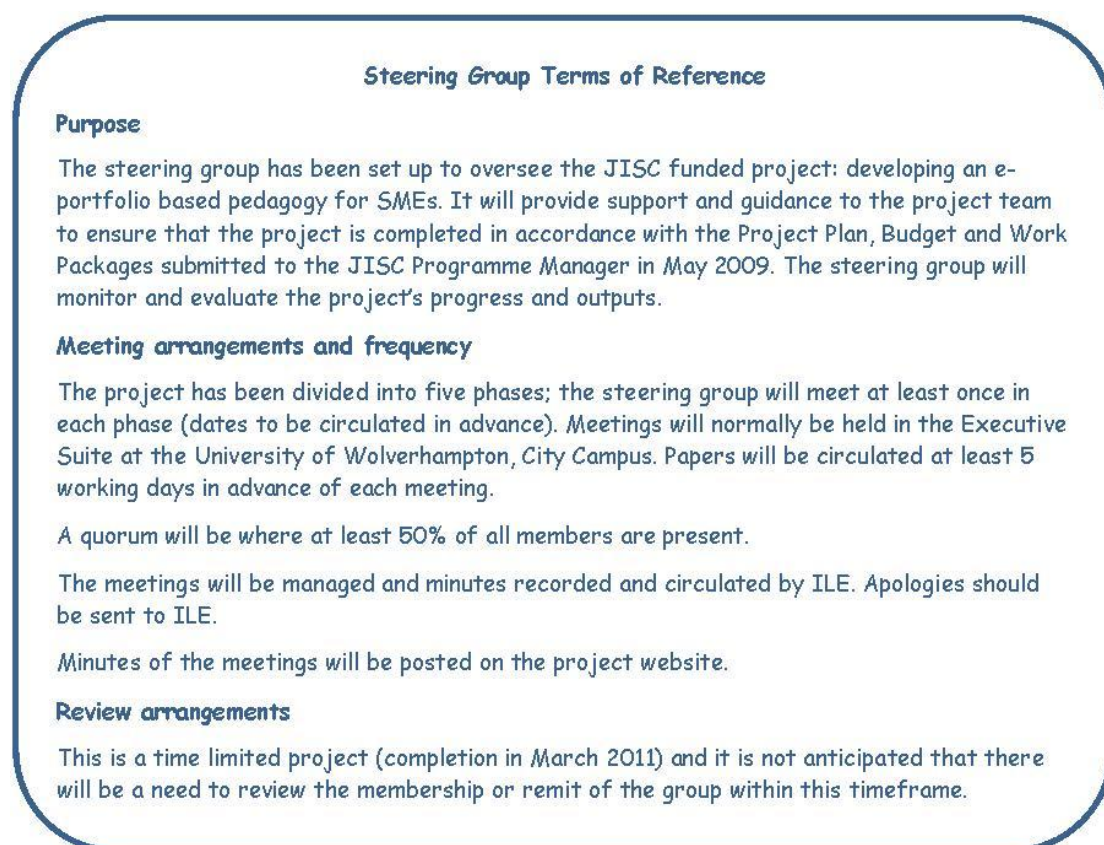 Steering Group Terms of Reference
Purpose
The steering group has been set up to oversee the JISC funded project: developing an e-
portfolio based pedagogy for SMEs. It will provide support and guidance to the project team
to ensure that the project is completed in accordance with the Project Plan, Budget and Work
Packages submitted to the JISC Programme Manager in May 2009. The steering group will
monitor and evaluate the project's progress and outputs.
Meeting arrangements and frequency
The project has been divided into five phases; the steering group will meet at least once in
each phase (dates to be circulated in advance). Meetings will normally be held in the Executive
Suite at the University of Wolverhampton, City Campus. Papers will be circulated at least 5
working days in advance of each meeting.
A quorum will be where at least 50% of all members are present.
The meetings will be managed and minutes recorded and circulated by ILE. Apologies should
be sent to ILE.
Minutes of the meetings will be posted on the project website.
Review arrangements
This is a time limited project (completion in March 2011) and it is not anticipated that there
will be a need to review the membership or remit of the group within this timeframe.